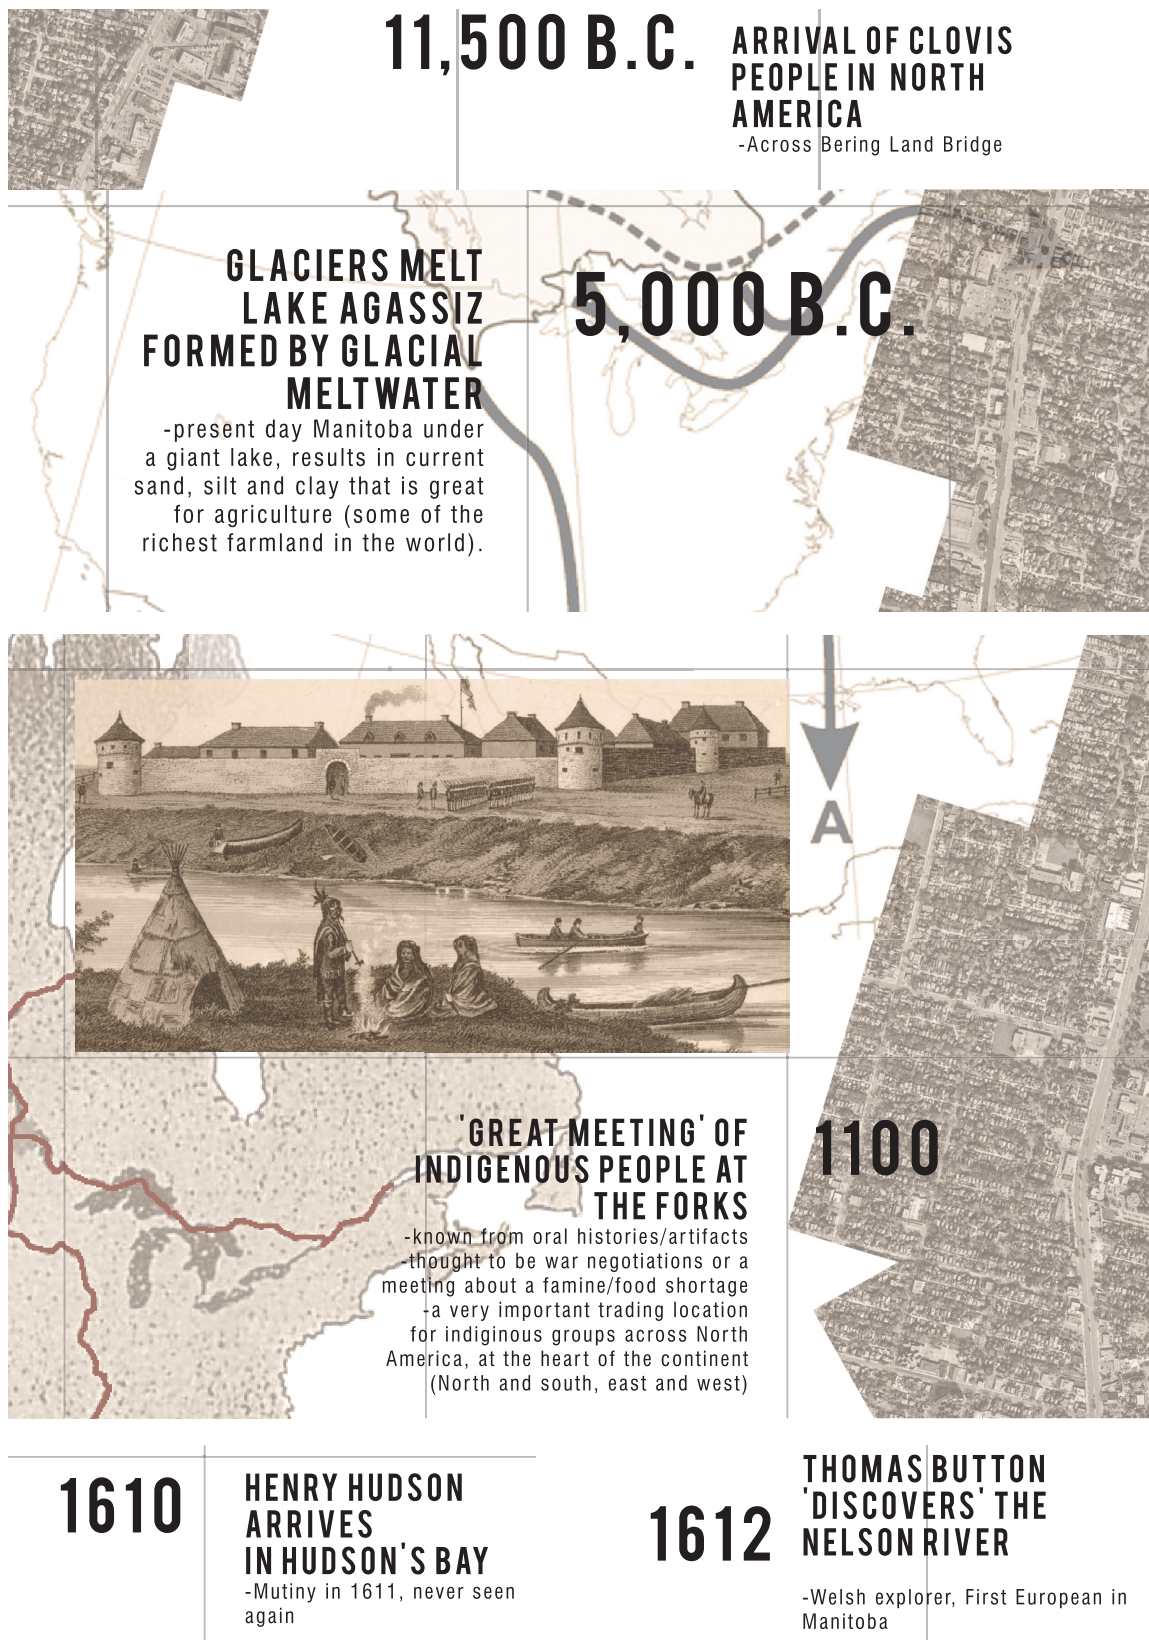 11,500 B.C.
ARRIVAL OF CLOVIS
PEOPLE IN NORTH
AMERICA
-Across Bering Land Bridge
GLACIERS MELT
LAKE AGASSIZ
FORMED BY GLACIAL
MELTWATER
-present day Manitoba under
a giant lake, results in current
sand, silt and clay that is great
for agriculture (some of the
richest farmland in the world).
5,000 B.C.
A
'GREAT MEETING' OF
INDIGENOUS PEOPLE AT
THE FORKS
-known from oral histories/artifacts
-thought to be war negotiations or a
meeting about a famine/food shortage
-a very important trading location
for indiginous groups across North
America, at the heart of the continent
(North and south, east and west)
1100
1610
HENRY HUDSON
ARRIVES
IN HUDSON'S BAY
-Mutiny in 1611, never seen
again
1612
THOMAS BUTTON
'DISCOVERS' THE
NELSON RIVER
-Welsh explorer, First European in
Manitoba